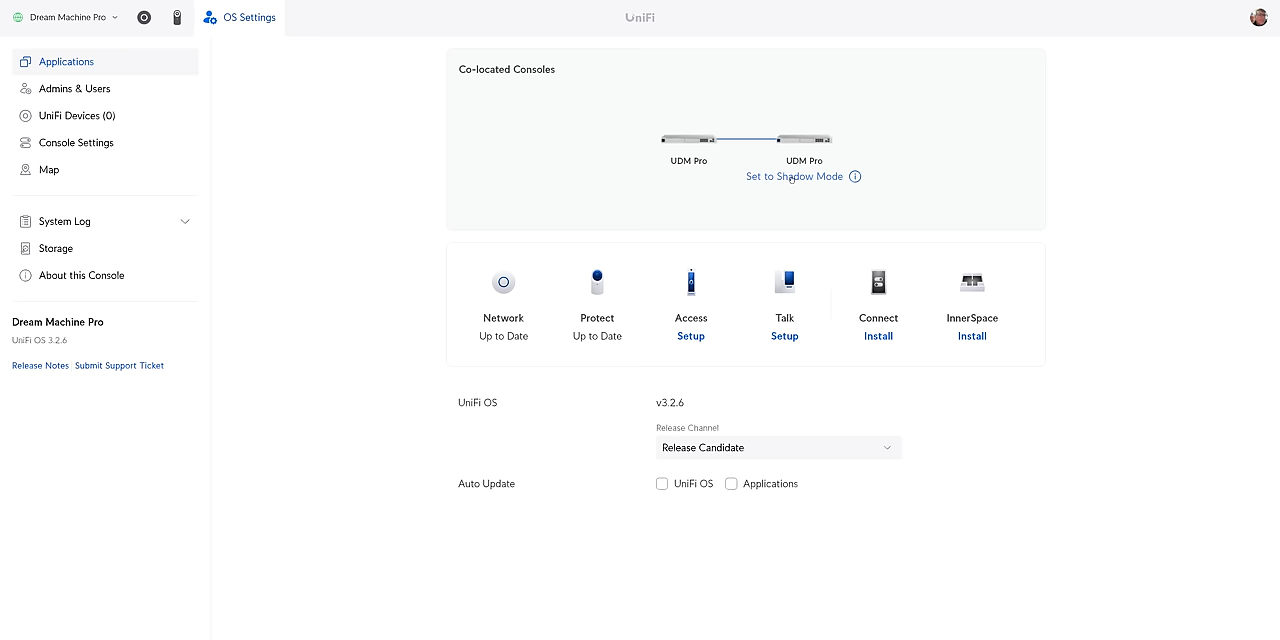 Dream Machine Pro
OS Settings
UniFi
Applications
Admins & Users
UniFi Devices (0)
Console Settings
Map
System Log
Storage
About this Console
Dream Machine Pro
UniFi OS 3.2.6
Release Notes Submit Support Ticket
Co-located Consoles
UDM Pro UDM Pro
Set to Shadow Mode
Network Protect Access Talk Connect InnerSpace
Up to Date Up to Date Setup Setup Install Install
UniFi OS v3.2.6
Release Channel
Release Candidate
Auto Update UniFi OS Applications